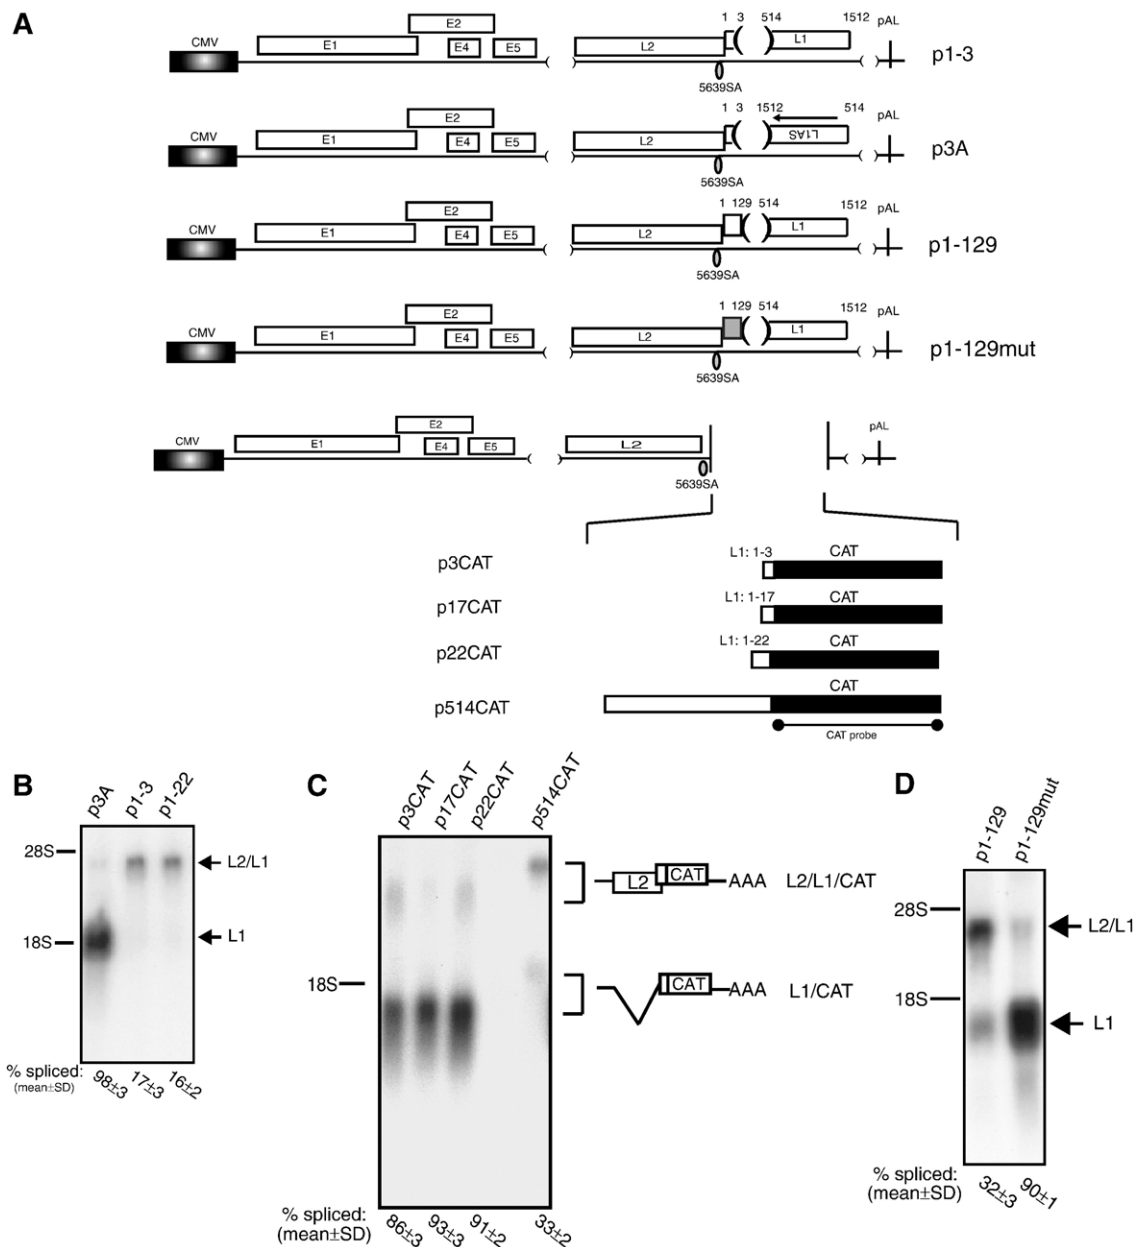 A
CMV
E1
E2
E4
E5
L2
1 3 514 1512
L1
pAL
5639SA
p1-3
CMV
E1
E2
E4
E5
L2
1 3 1512 514
L1AS
pAL
5639SA
p3A
CMV
E1
E2
E4
E5
L2
1 129 514 1512
L1
pAL
5639SA
p1-129
CMV
E1
E2
E4
E5
L2
1 129 514 1512
L1
pAL
5639SA
p1-129mut
CMV
E1
E2
E4
E5
L2
pAL
5639SA
p3CAT
L1: 1-3
CAT
p17CAT
L1: 1-17
CAT
p22CAT
L1: 1-22
CAT
p514CAT
CAT
CAT probe
B
p3A
p1-3
p1-22
28S
L2/L1
18S
L1
% spliced:
(mean±SD)
98±3
17±3
16±2
C
p3CAT
p17CAT
p22CAT
p514CAT
L2
CAT
AAA
L2/L1/CAT
18S
CAT
AAA
L1/CAT
% spliced:
(mean±SD)
86±3
93±3
91±2
33±2
D
p1-129
p1-129mut
28S
L2/L1
18S
L1
% spliced:
(mean±SD)
32±3
90±1